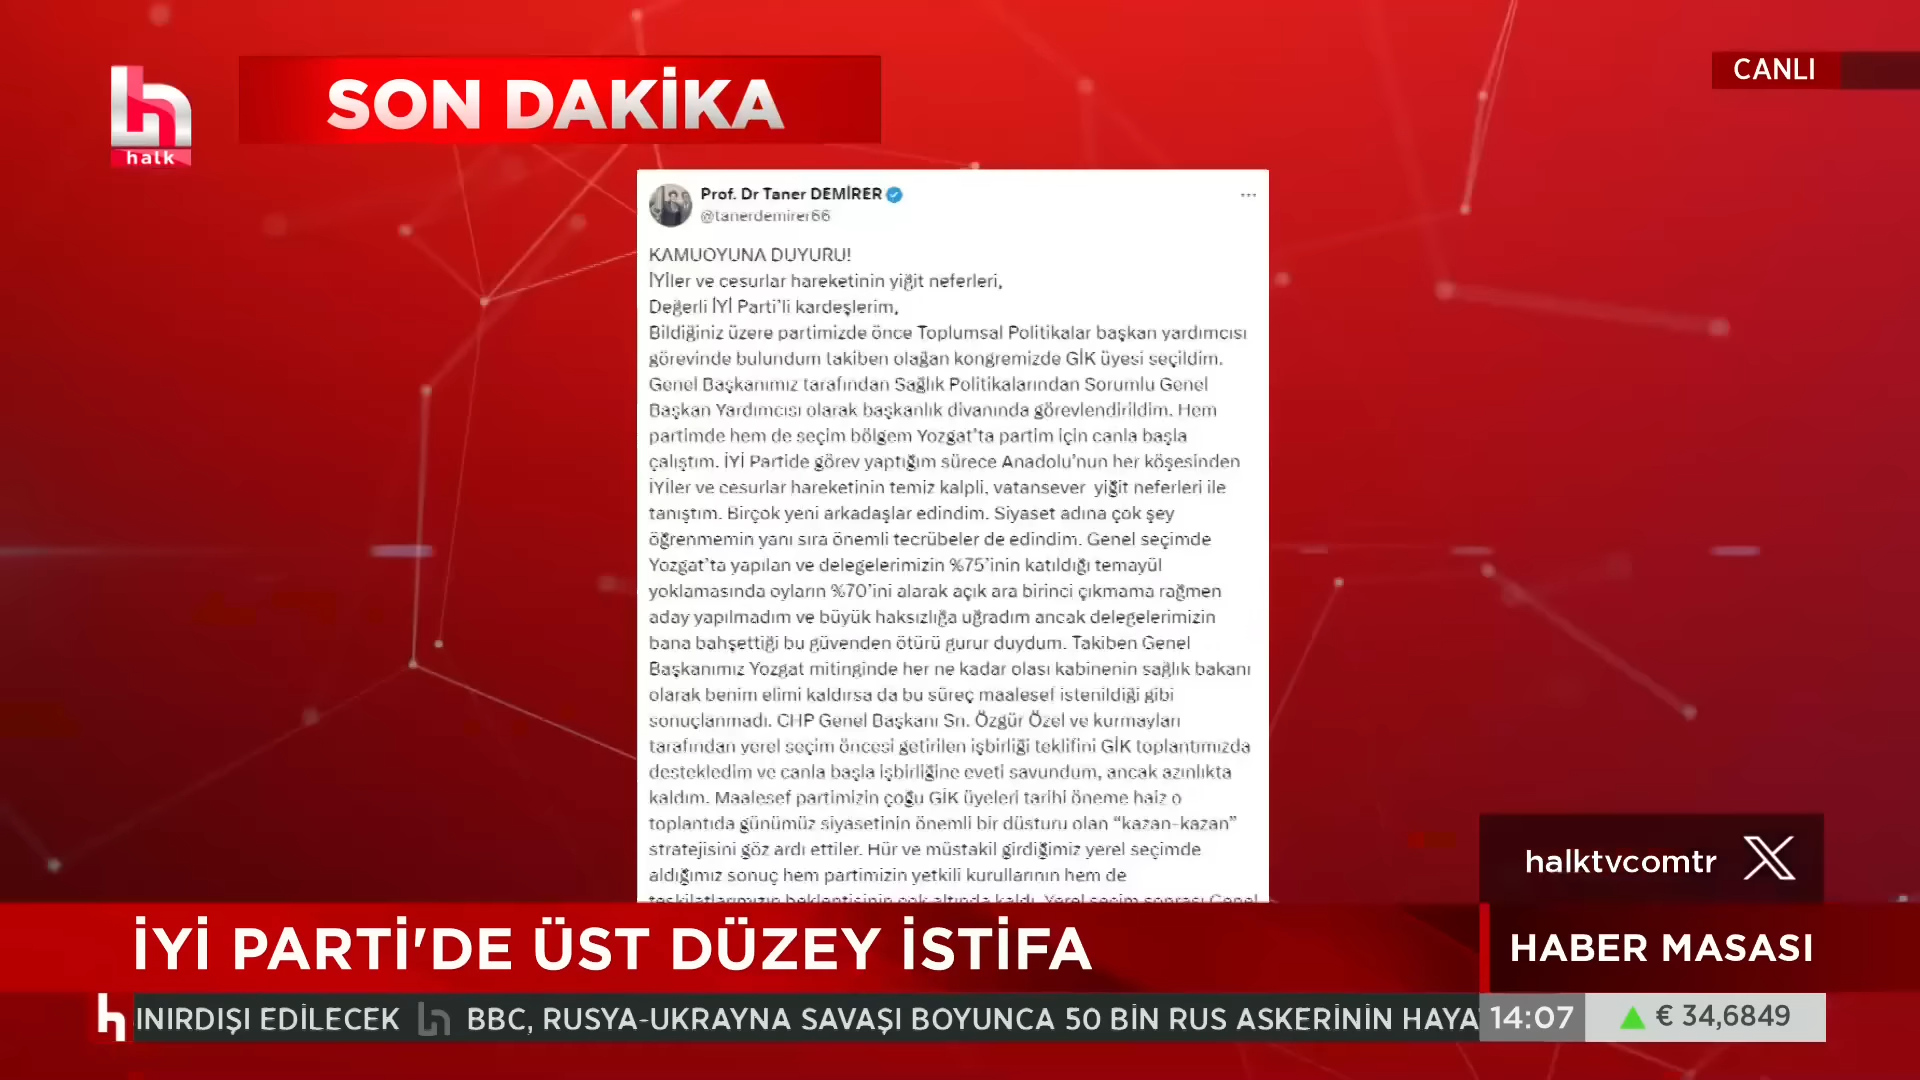 halk
SON DAKİKA
CANLI
Prof. Dr Taner DEMİRER
@tanerdemirer66
KAMUOYUNA DUYURU!
İYİler ve cesurlar hareketinin yiğit neferleri,
Değerli İYİ Parti'li kardeşlerim,
Bildiğiniz üzere partimizde önce Toplumsal Politikalar başkan yardımcısı
görevinde bulundum takiben olağan kongremizde GİK üyesi seçildim.
Genel Başkanımız tarafından Sağlık Politikalarından Sorumlu Genel
Başkan Yardımcısı olarak başkanlık divanında görevlendirildim. Hem
partimde hem de seçim bölgem Yozgat'ta partim için canla başla
çalıştım. İYİ Partide görev yaptığım sürece Anadolu'nun her köşesinden
İYİler ve cesurlar hareketinin temiz kalpli, vatansever yiğit neferleri ile
tanıştım. Birçok yeni arkadaşlar edindim. Siyaset adına çok şey
öğrenmemin yanı sıra önemli tecrübeler de edindim. Genel seçimde
Yozgat'ta yapılan ve delegelerimizin %75'inin katıldığı temayül
yoklamasında oyların %70'ini alarak açık ara birinci çıkmama rağmen
aday yapılmadım ve büyük haksızlığa uğradım ancak delegelerimizin
bana bahşettiği bu güvenden ötürü gurur duydum. Takiben Genel
Başkanımız Yozgat mitinginde her ne kadar olası kabinenin sağlık bakanı
olarak benim elimi kaldırsa da bu süreç maalesef istenildiği gibi
sonuçlanmadı. CHP Genel Başkanı Sn. Özgür Özel ve kurmayları
tarafından yerel seçim öncesi getirilen işbirliği teklifini GİK toplantımızda
destekledim ve canla başla işbirliğine eveti savundum, ancak azınlıkta
kaldım. Maalesef partimizin çoğu GİK üyeleri tarihi öneme haiz o
toplantıda günümüz siyasetinin önemli bir düsturu olan “kazan-kazan”
stratejisini göz ardı ettiler. Hür ve müstakil girdiğimiz yerel seçimde
aldığımız sonuç hem partimizin yetkili kurullarının hem de
teşkilatlarımızın beklentisinin çok altında kaldı. Yerel seçim sonrası Genel
halktvcomtr X
İYİ PARTİ'DE ÜST DÜZEY İSTİFA
HABER MASASI
INIRDIŞI EDİLECEK BBC, RUSYA-UKRAYNA SAVAŞI BOYUNCA 50 BİN RUS ASKERİNİN HAYA
14:07
€ 34,6849